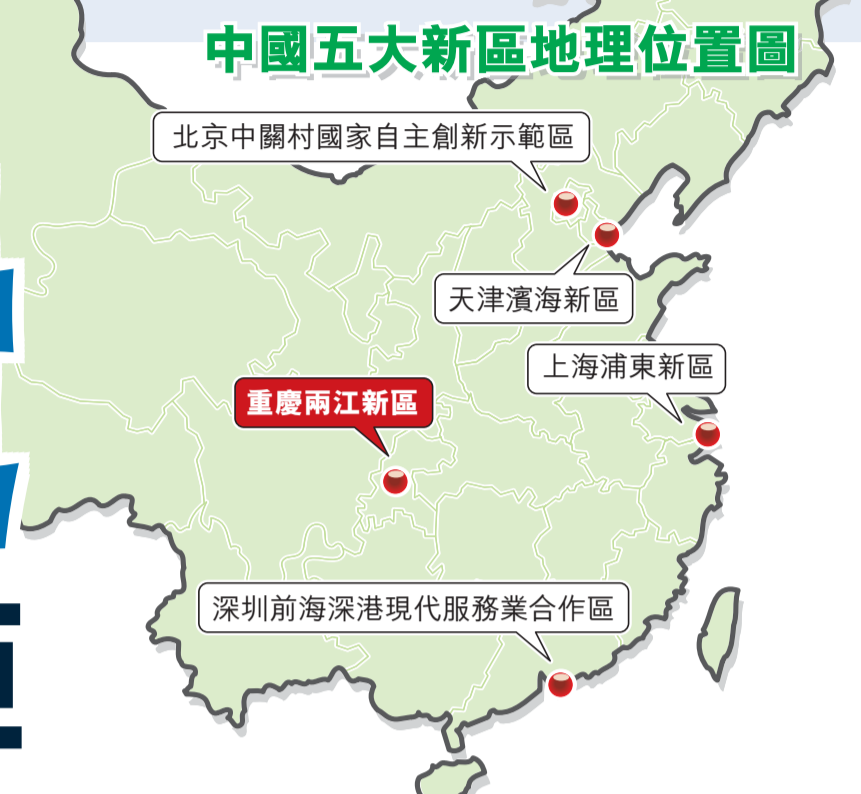 中國五大新區地理位置圖
北京中關村國家自主創新示範區
天津濱海新區
上海浦東新區
重慶兩江新區
深圳前海深港現代服務業合作區